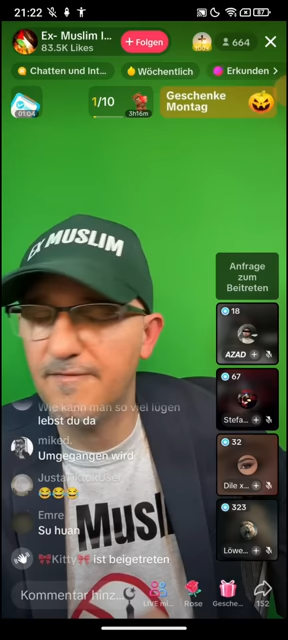 21:22
87
Ex- Muslim I...
83.5K Likes
+ Folgen
664
Chatten und Int...
Wöchentlich
Erkunden
01:04
1/10
3h16m
Geschenke
Montag
EX MUSLIM
Anfrage
zum
Beitreten
18
AZAD
67
Stefa...
32
Dile x...
323
Löwe...
Wie kann man so viel lügen
lebst du da
miked.
Umgegangen wird
JustaTiktokUser
😂😂😂
Emre
Su huan
Musl
🎀Kitty🎀 ist beigetreten
Kommentar hinz...
LIVE mi...
Rose
Gesche...
152